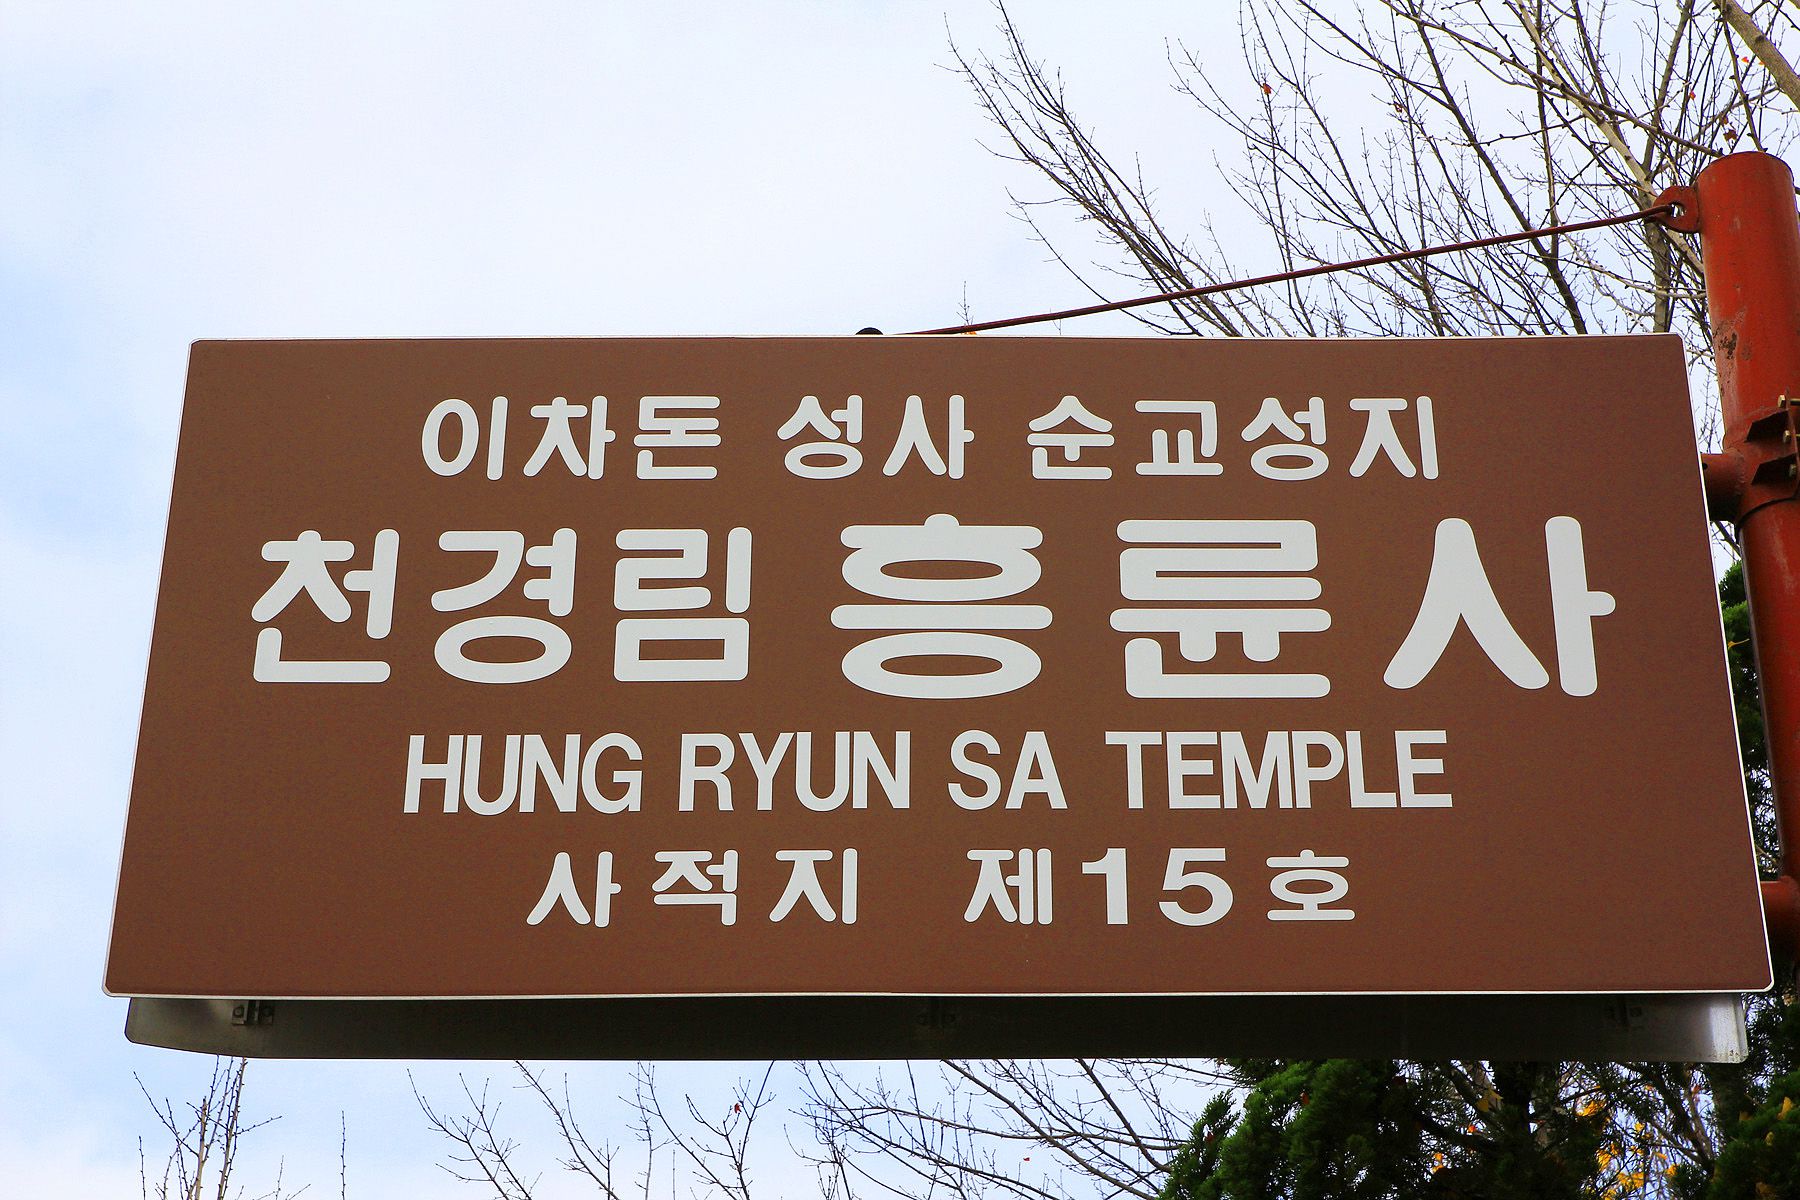 이차돈 성사 순교성지
천경림 흥륜사
HUNG RYUN SA TEMPLE
사적지 제15호